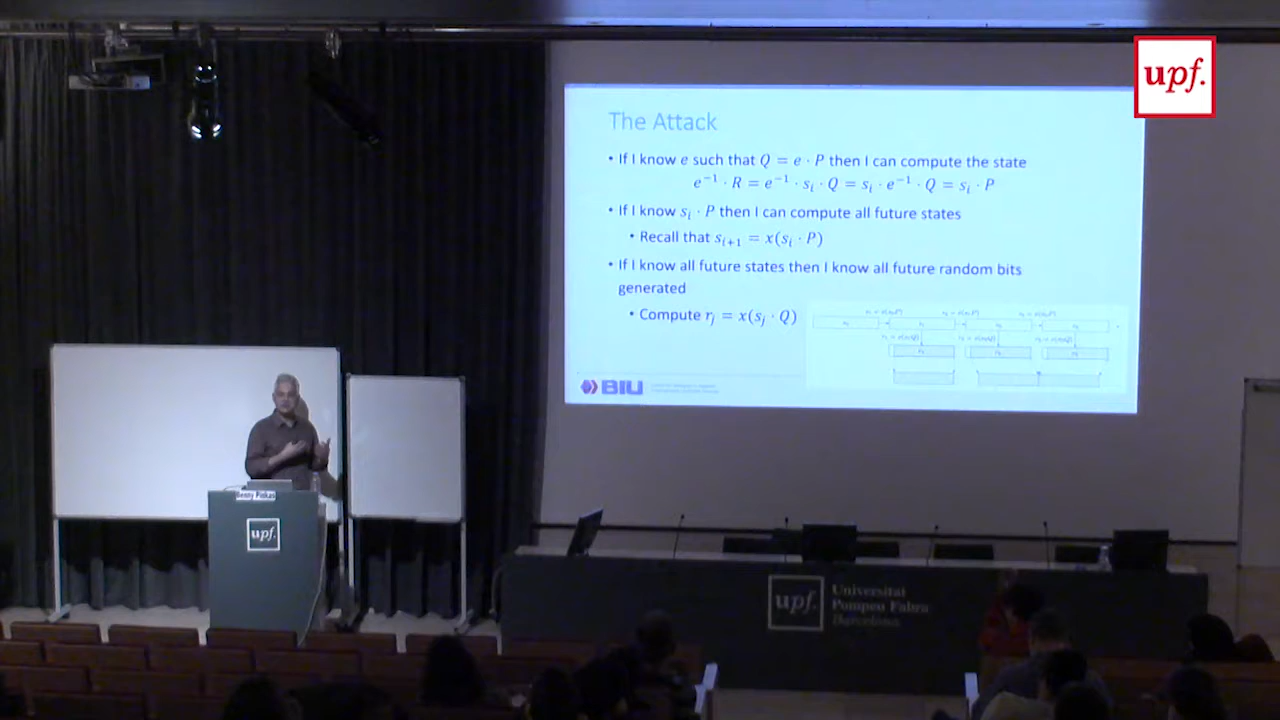 upf.
The Attack
• If I know e such that Q = e · P then I can compute the state
e⁻¹ · R = e⁻¹ · sᵢ · Q = sᵢ · e⁻¹ · Q = sᵢ · P
• If I know sᵢ · P then I can compute all future states
• Recall that sᵢ₊₁ = x(sᵢ · P)
• If I know all future states then I know all future random bits
generated
• Compute rⱼ = x(sⱼ · Q)
BIU
Benny Pinkas
upf.
upf.
Universitat
Pompeu Fabra
Barcelona